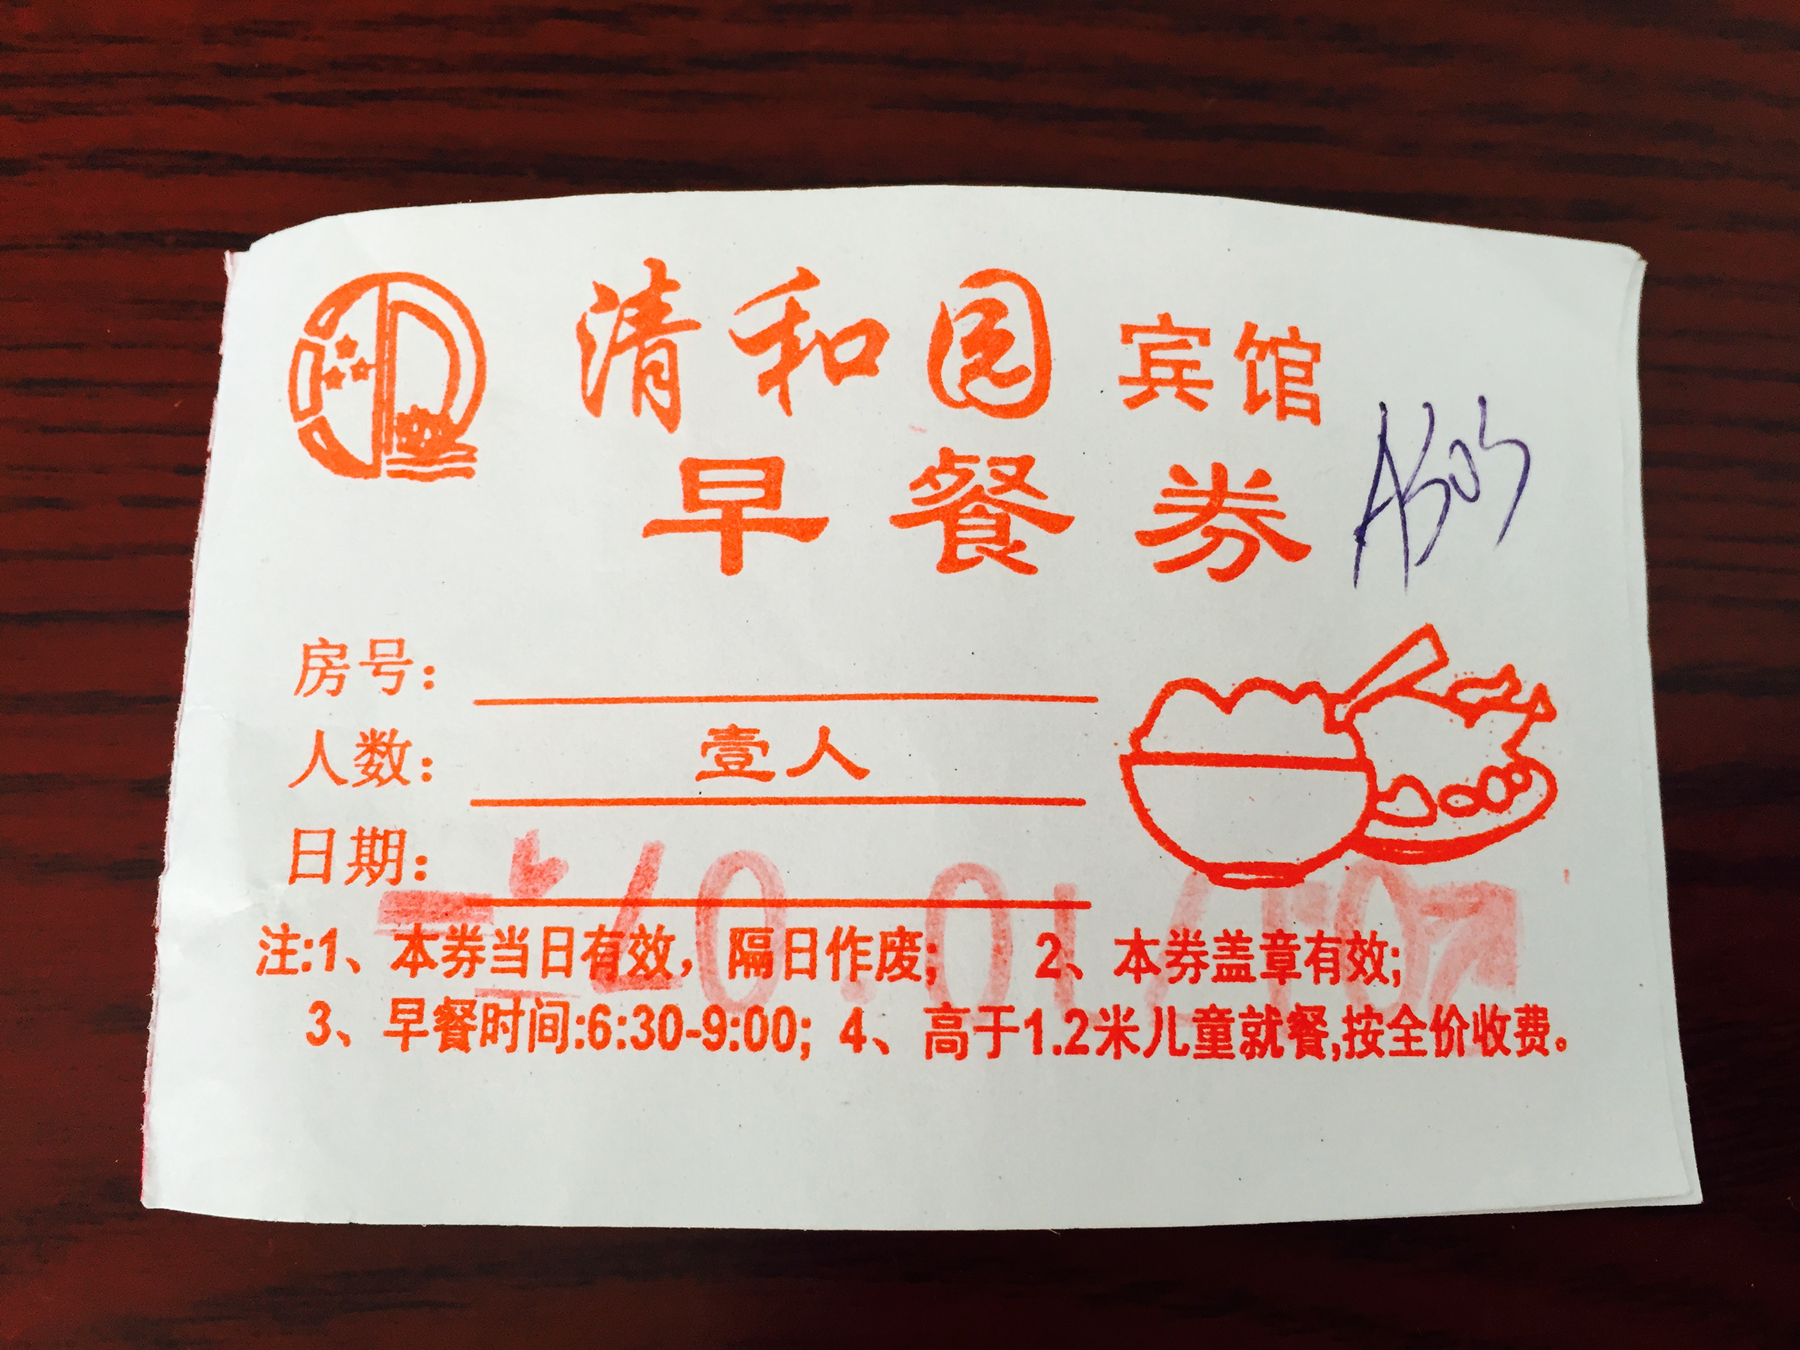 清和园宾馆
早餐券
A503
房号：
人数： 壹人
日期：
注:1、本券当日有效，隔日作废; 2、本券盖章有效;
3、早餐时间:6:30-9:00; 4、高于1.2米儿童就餐,按全价收费。